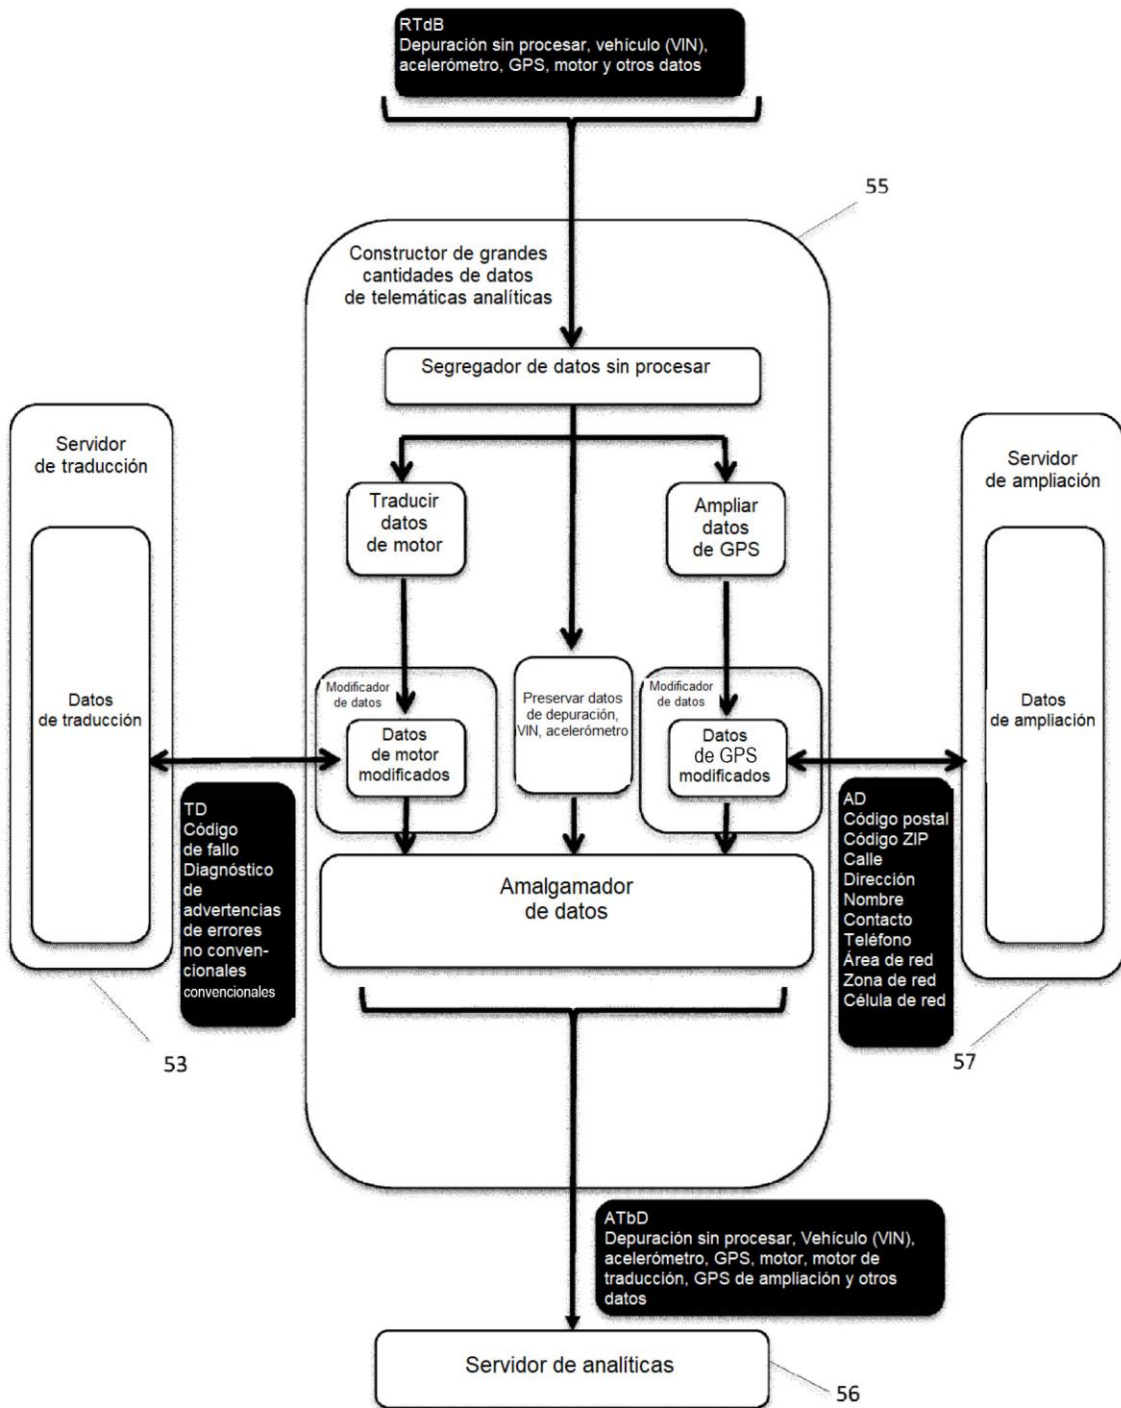 RTdB
Depuración sin procesar, vehículo (VIN),
acelerómetro, GPS, motor y otros datos
55
Constructor de grandes
cantidades de datos
de telemáticas analíticas
Segregador de datos sin procesar
Servidor
de traducción
Traducir
datos
de motor
Ampliar
datos
de GPS
Servidor
de ampliación
Datos
de traducción
Modificador
de datos
Datos
de motor
modificados
Preservar datos
de depuración,
VIN, acelerómetro
Modificador
de datos
Datos
de GPS
modificados
Datos
de ampliación
TD
Código
de fallo
Diagnóstico
de
advertencias
de errores
no conven-
cionales
convencionales
AD
Código postal
Código ZIP
Calle
Dirección
Nombre
Contacto
Teléfono
Área de red
Zona de red
Célula de red
Amalgamador
de datos
53
57
ATbD
Depuración sin procesar, Vehículo (VIN),
acelerómetro, GPS, motor, motor de
traducción, GPS de ampliación y otros
datos
Servidor de analíticas
56